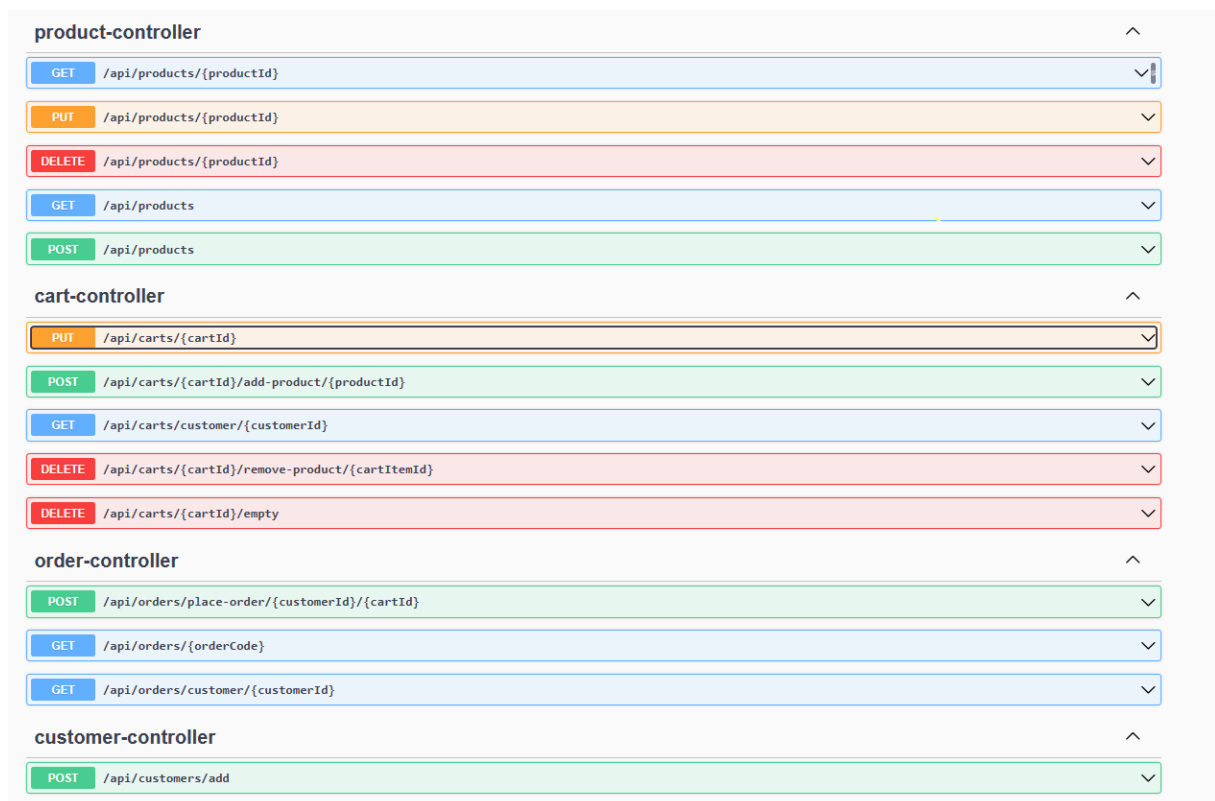 product-controller
GET /api/products/{productId}
PUT /api/products/{productId}
DELETE /api/products/{productId}
GET /api/products
POST /api/products
cart-controller
PUT /api/carts/{cartId}
POST /api/carts/{cartId}/add-product/{productId}
GET /api/carts/customer/{customerId}
DELETE /api/carts/{cartId}/remove-product/{cartItemId}
DELETE /api/carts/{cartId}/empty
order-controller
POST /api/orders/place-order/{customerId}/{cartId}
GET /api/orders/{orderCode}
GET /api/orders/customer/{customerId}
customer-controller
POST /api/customers/add